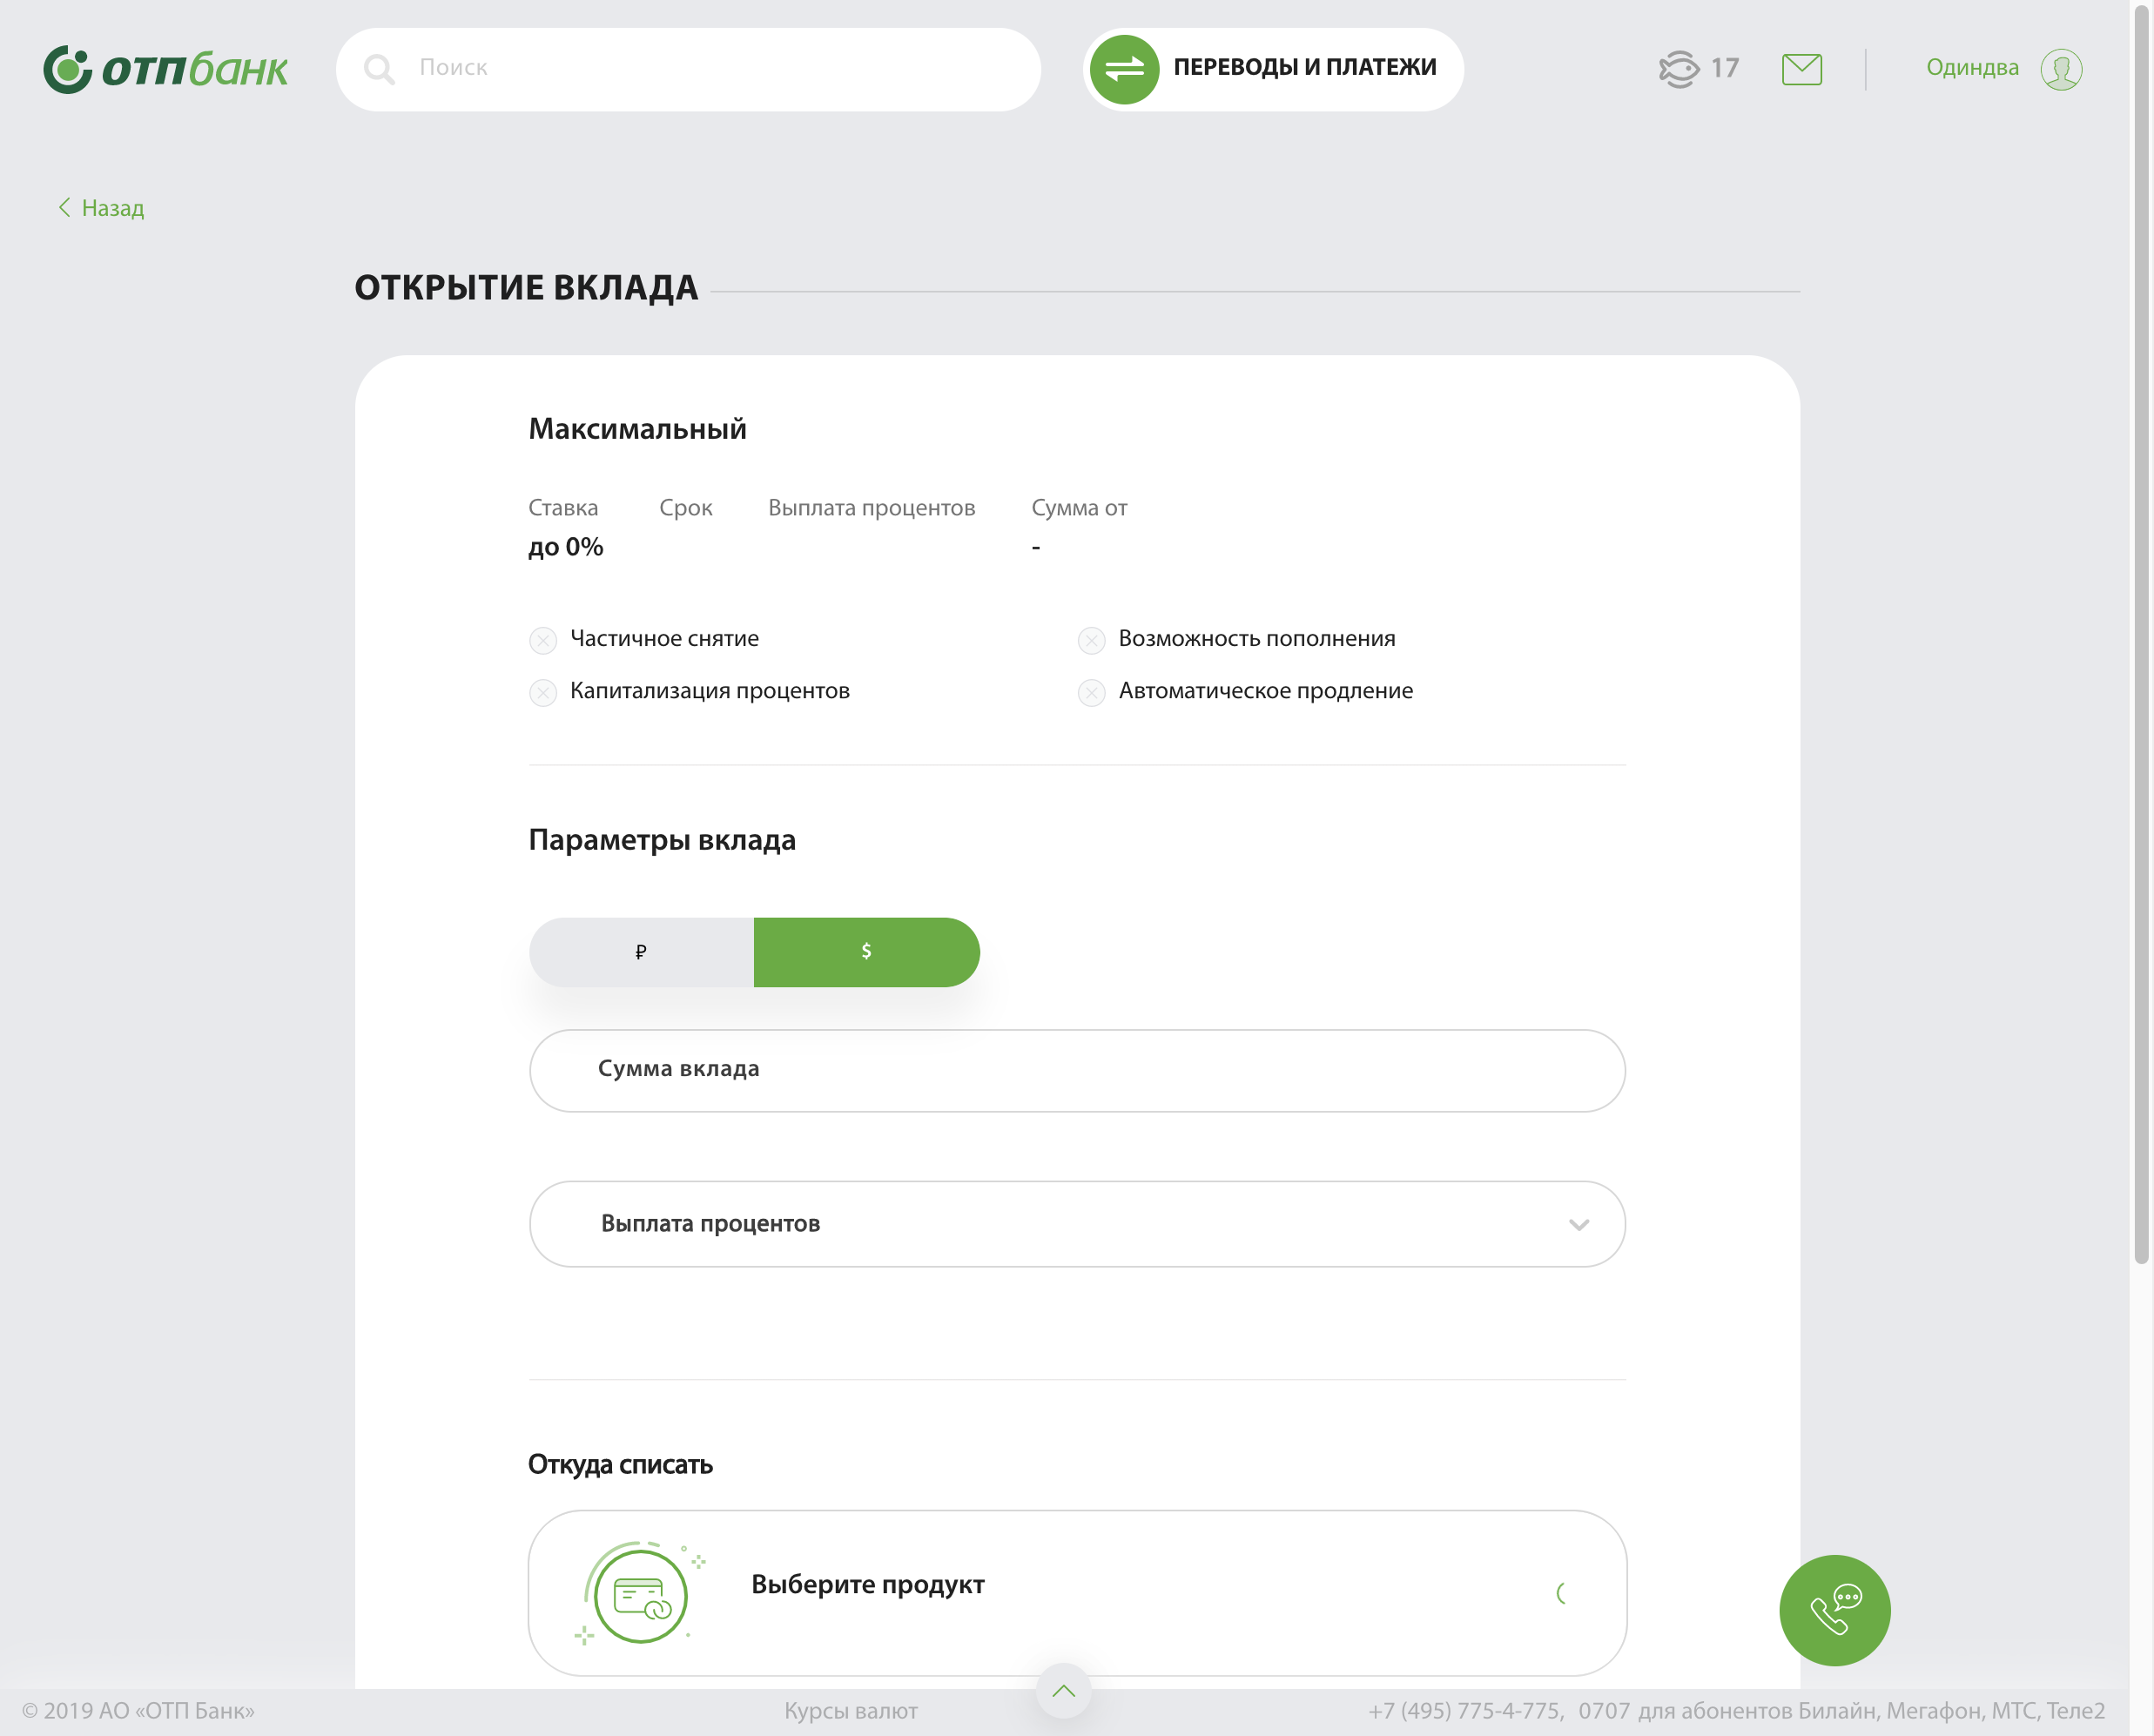 отпбанк
Поиск
ПЕРЕВОДЫ И ПЛАТЕЖИ
17
Одиндва
Назад
ОТКРЫТИЕ ВКЛАДА
Максимальный
Ставка Срок Выплата процентов Сумма от
до 0% -
Частичное снятие Возможность пополнения
Капитализация процентов Автоматическое продление
Параметры вклада
₽ $
Сумма вклада
Выплата процентов
Откуда списать
Выберите продукт
© 2019 АО «ОТП Банк» Курсы валют +7 (495) 775-4-775, 0707 для абонентов Билайн, Мегафон, МТС, Теле2